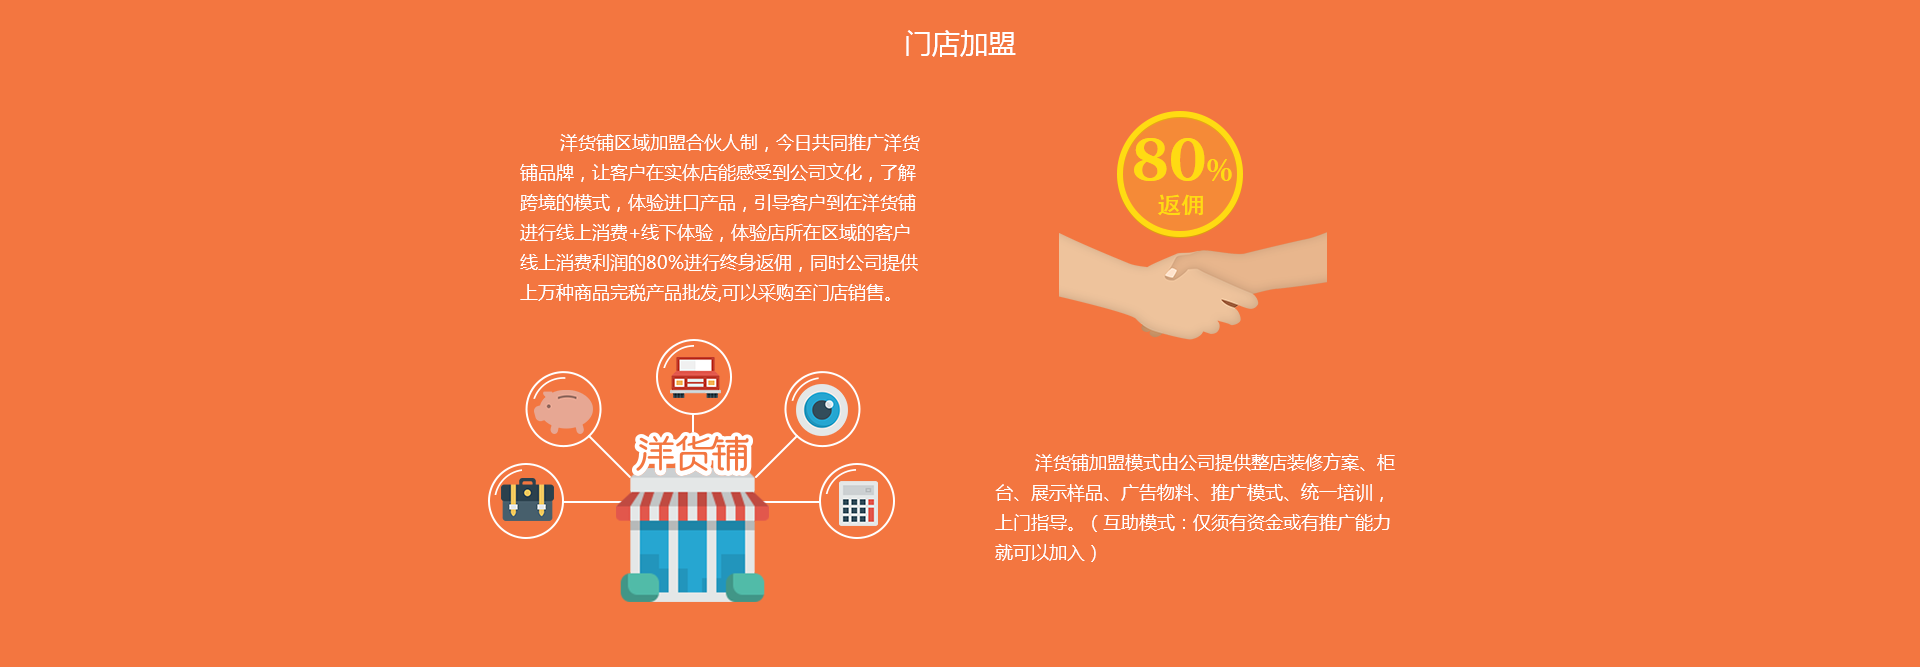 门店加盟
洋货铺区域加盟合伙人制，今日共同推广洋货
铺品牌，让客户在实体店能感受到公司文化，了解
跨境的模式，体验进口产品，引导客户到在洋货铺
进行线上消费+线下体验，体验店所在区域的客户
线上消费利润的80%进行终身返佣，同时公司提供
上万种商品完税产品批发,可以采购至门店销售。
80%
返佣
洋货铺
洋货铺加盟模式由公司提供整店装修方案、柜
台、展示样品、广告物料、推广模式、统一培训，
上门指导。（互助模式：仅须有资金或有推广能力
就可以加入）